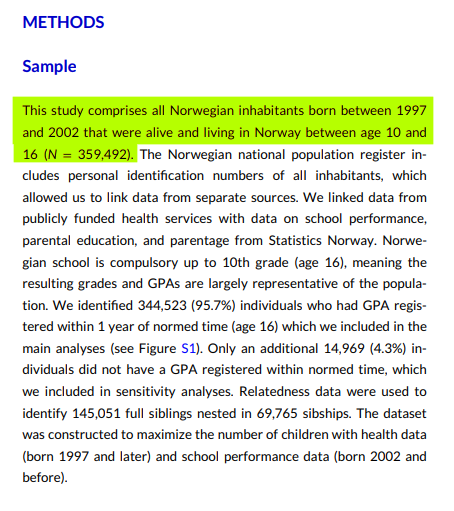 METHODS
Sample
This study comprises all Norwegian inhabitants born between 1997
and 2002 that were alive and living in Norway between age 10 and
16 (N = 359,492). The Norwegian national population register in-
cludes personal identification numbers of all inhabitants, which
allowed us to link data from separate sources. We linked data from
publicly funded health services with data on school performance,
parental education, and parentage from Statistics Norway. Norwe-
gian school is compulsory up to 10th grade (age 16), meaning the
resulting grades and GPAs are largely representative of the popula-
tion. We identified 344,523 (95.7%) individuals who had GPA regis-
tered within 1 year of normed time (age 16) which we included in the
main analyses (see Figure S1). Only an additional 14,969 (4.3%) in-
dividuals did not have a GPA registered within normed time, which
we included in sensitivity analyses. Relatedness data were used to
identify 145,051 full siblings nested in 69,765 sibships. The dataset
was constructed to maximize the number of children with health data
(born 1997 and later) and school performance data (born 2002 and
before).